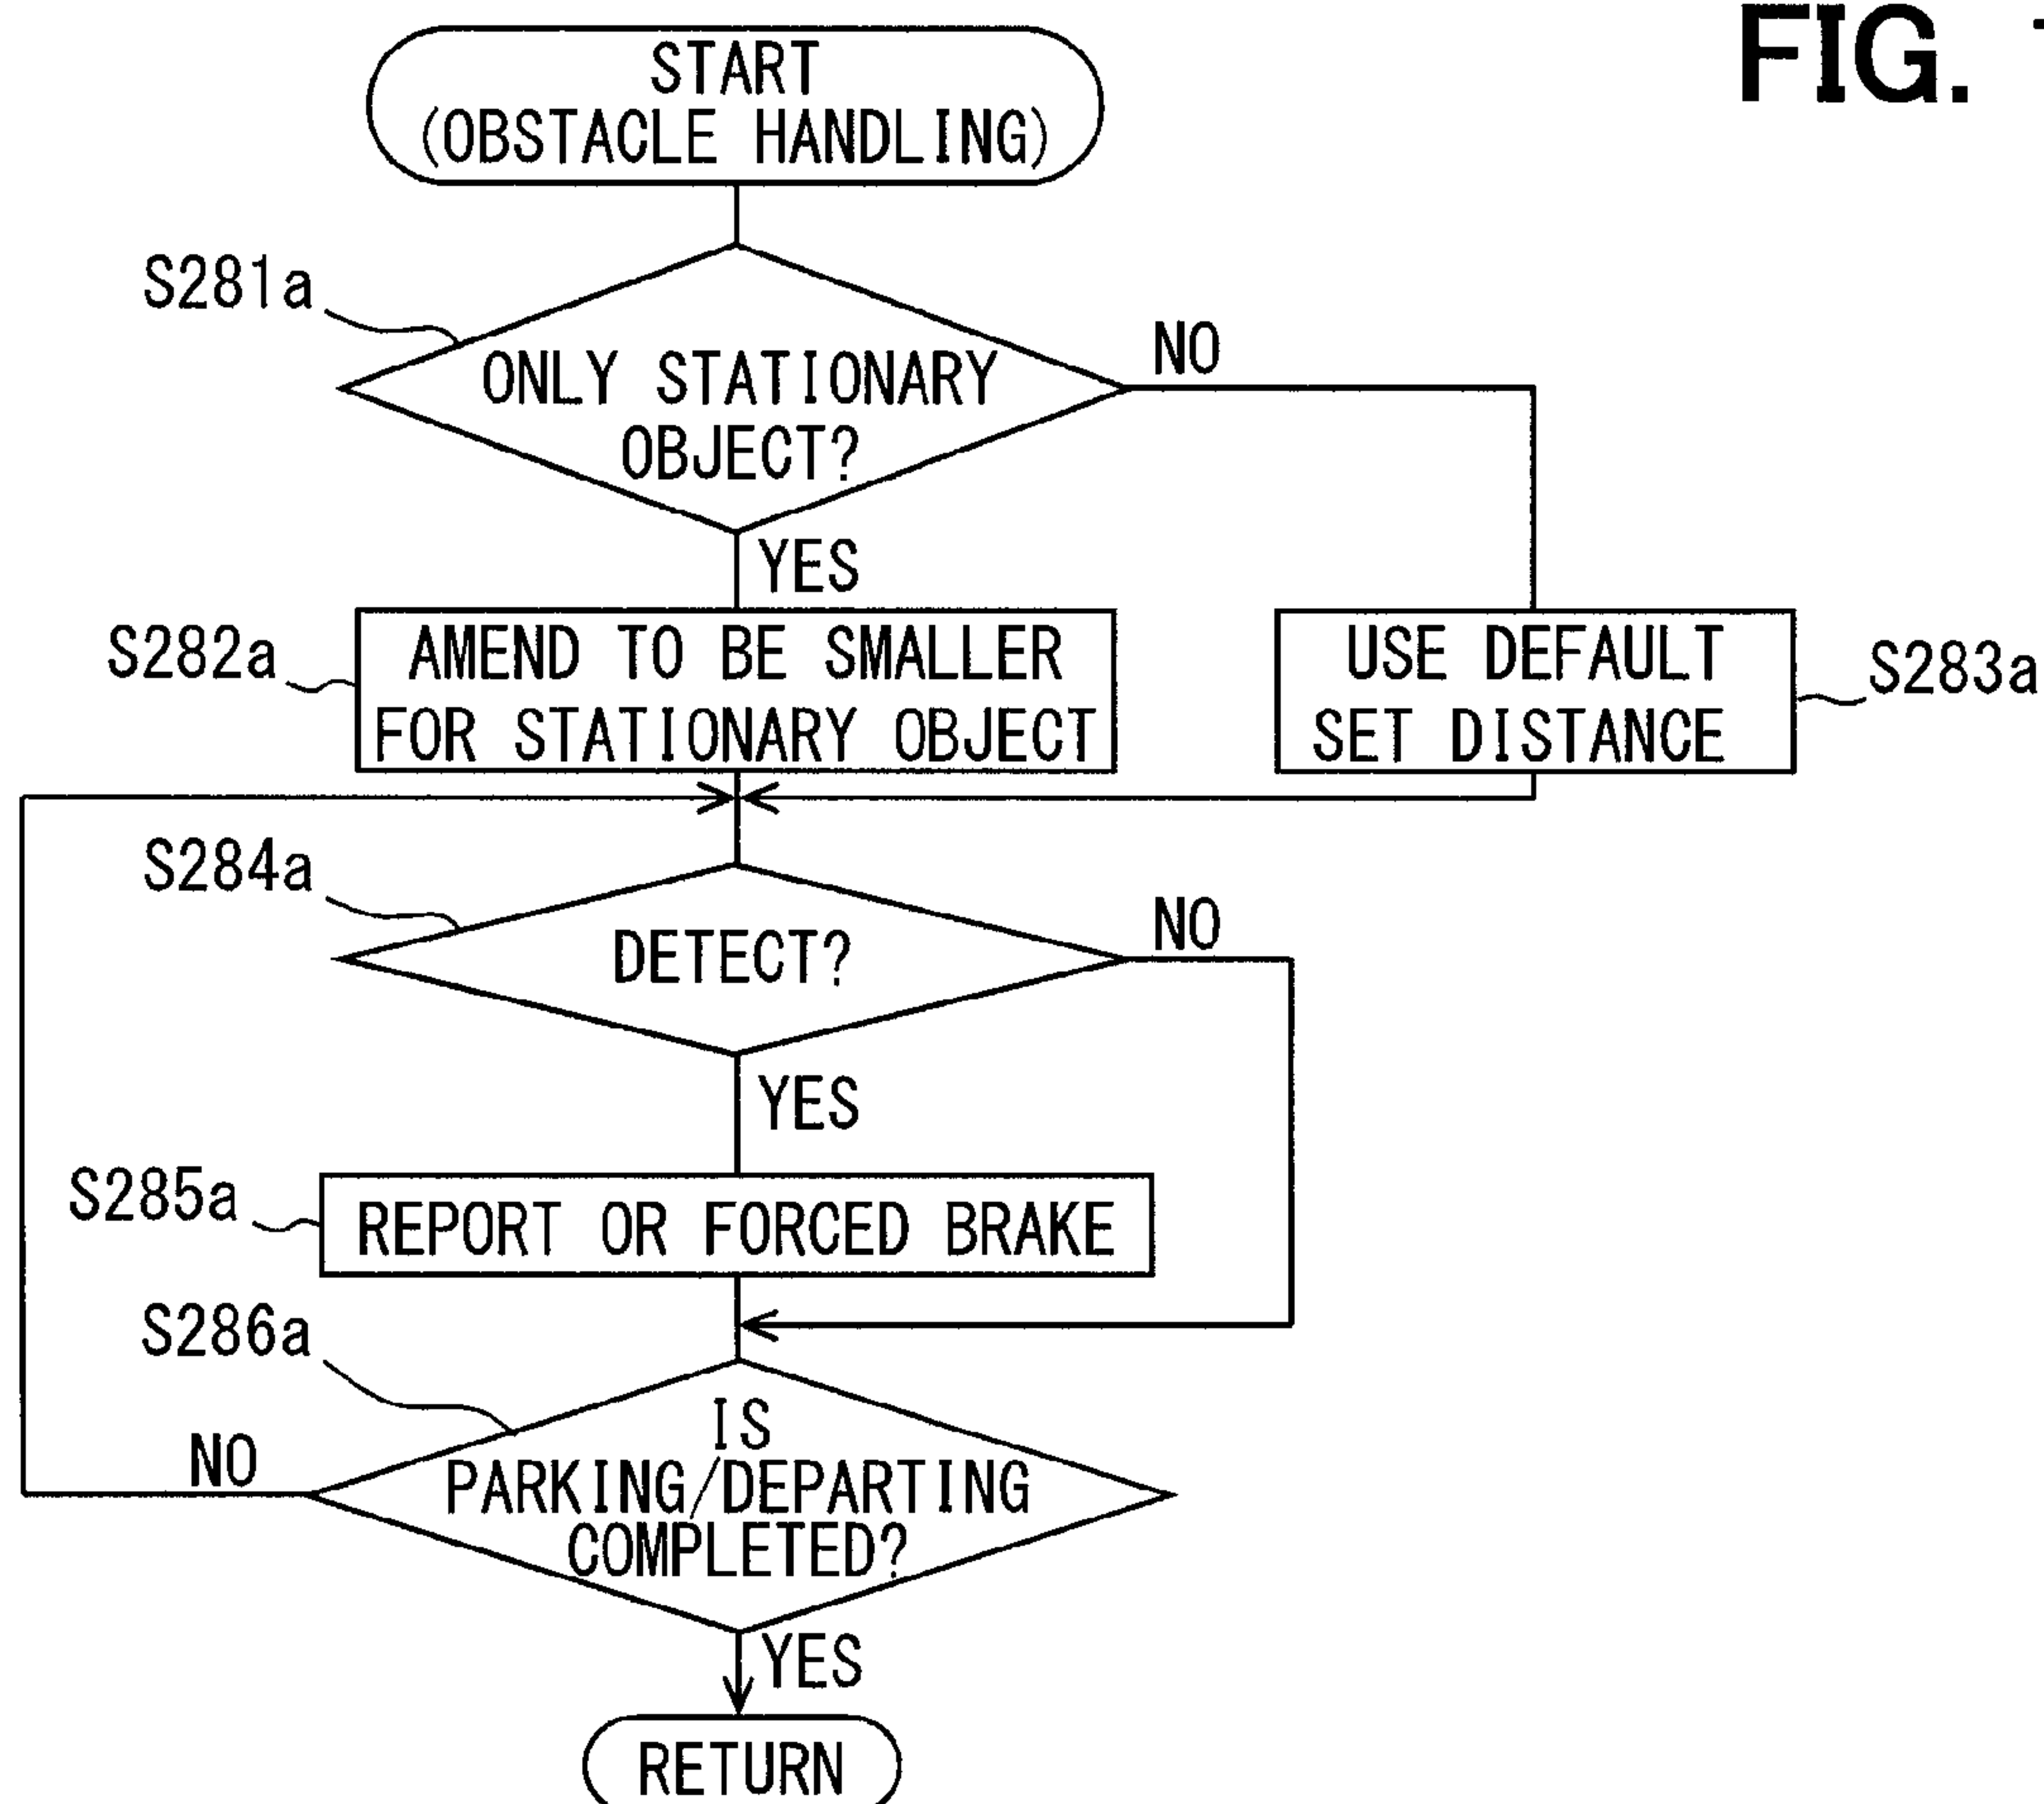 FIG.
START
(OBSTACLE HANDLING)
S281a
ONLY STATIONARY
OBJECT?
NO
YES
S282a
AMEND TO BE SMALLER
FOR STATIONARY OBJECT
USE DEFAULT
SET DISTANCE
S283a
S284a
DETECT?
NO
YES
S285a
REPORT OR FORCED BRAKE
S286a
IS
PARKING/DEPARTING
COMPLETED?
NO
YES
RETURN